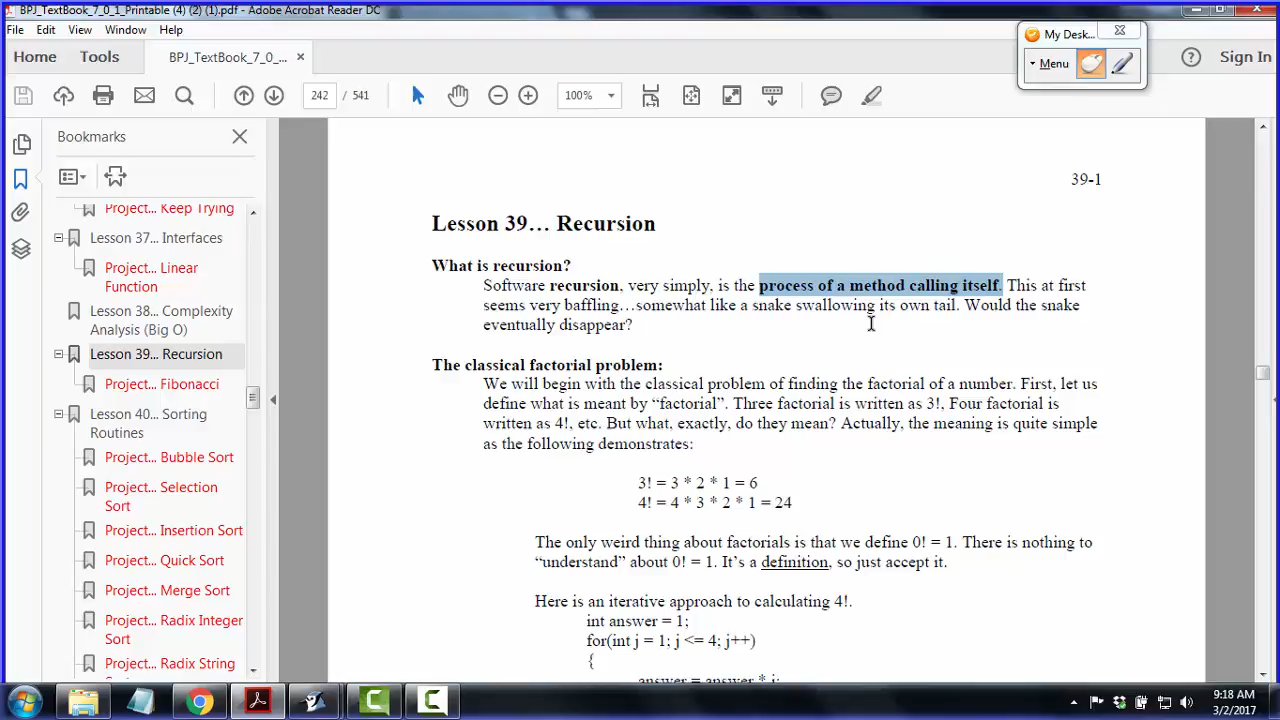 BPJ_TextBook_7_0_1_Printable (4) (2) (1).pdf - Adobe Acrobat Reader DC
File Edit View Window Help
My Desk...
Menu
Home Tools BPJ_TextBook_7_0_... Sign In
242 / 541 100%
Bookmarks
Project... Keep Trying
Lesson 37... Interfaces
Project... Linear
Function
Lesson 38... Complexity
Analysis (Big O)
Lesson 39... Recursion
Project... Fibonacci
Lesson 40... Sorting
Routines
Project... Bubble Sort
Project... Selection
Sort
Project... Insertion Sort
Project... Quick Sort
Project... Merge Sort
Project... Radix Integer
Sort
Project... Radix String
39-1
Lesson 39… Recursion
What is recursion?
Software recursion, very simply, is the process of a method calling itself. This at first
seems very baffling…somewhat like a snake swallowing its own tail. Would the snake
eventually disappear?
The classical factorial problem:
We will begin with the classical problem of finding the factorial of a number. First, let us
define what is meant by “factorial”. Three factorial is written as 3!, Four factorial is
written as 4!, etc. But what, exactly, do they mean? Actually, the meaning is quite simple
as the following demonstrates:
3! = 3 * 2 * 1 = 6
4! = 4 * 3 * 2 * 1 = 24
The only weird thing about factorials is that we define 0! = 1. There is nothing to
“understand” about 0! = 1. It’s a definition, so just accept it.
Here is an iterative approach to calculating 4!.
int answer = 1;
for(int j = 1; j <= 4; j++)
{
answer = answer * j;
9:18 AM
3/2/2017